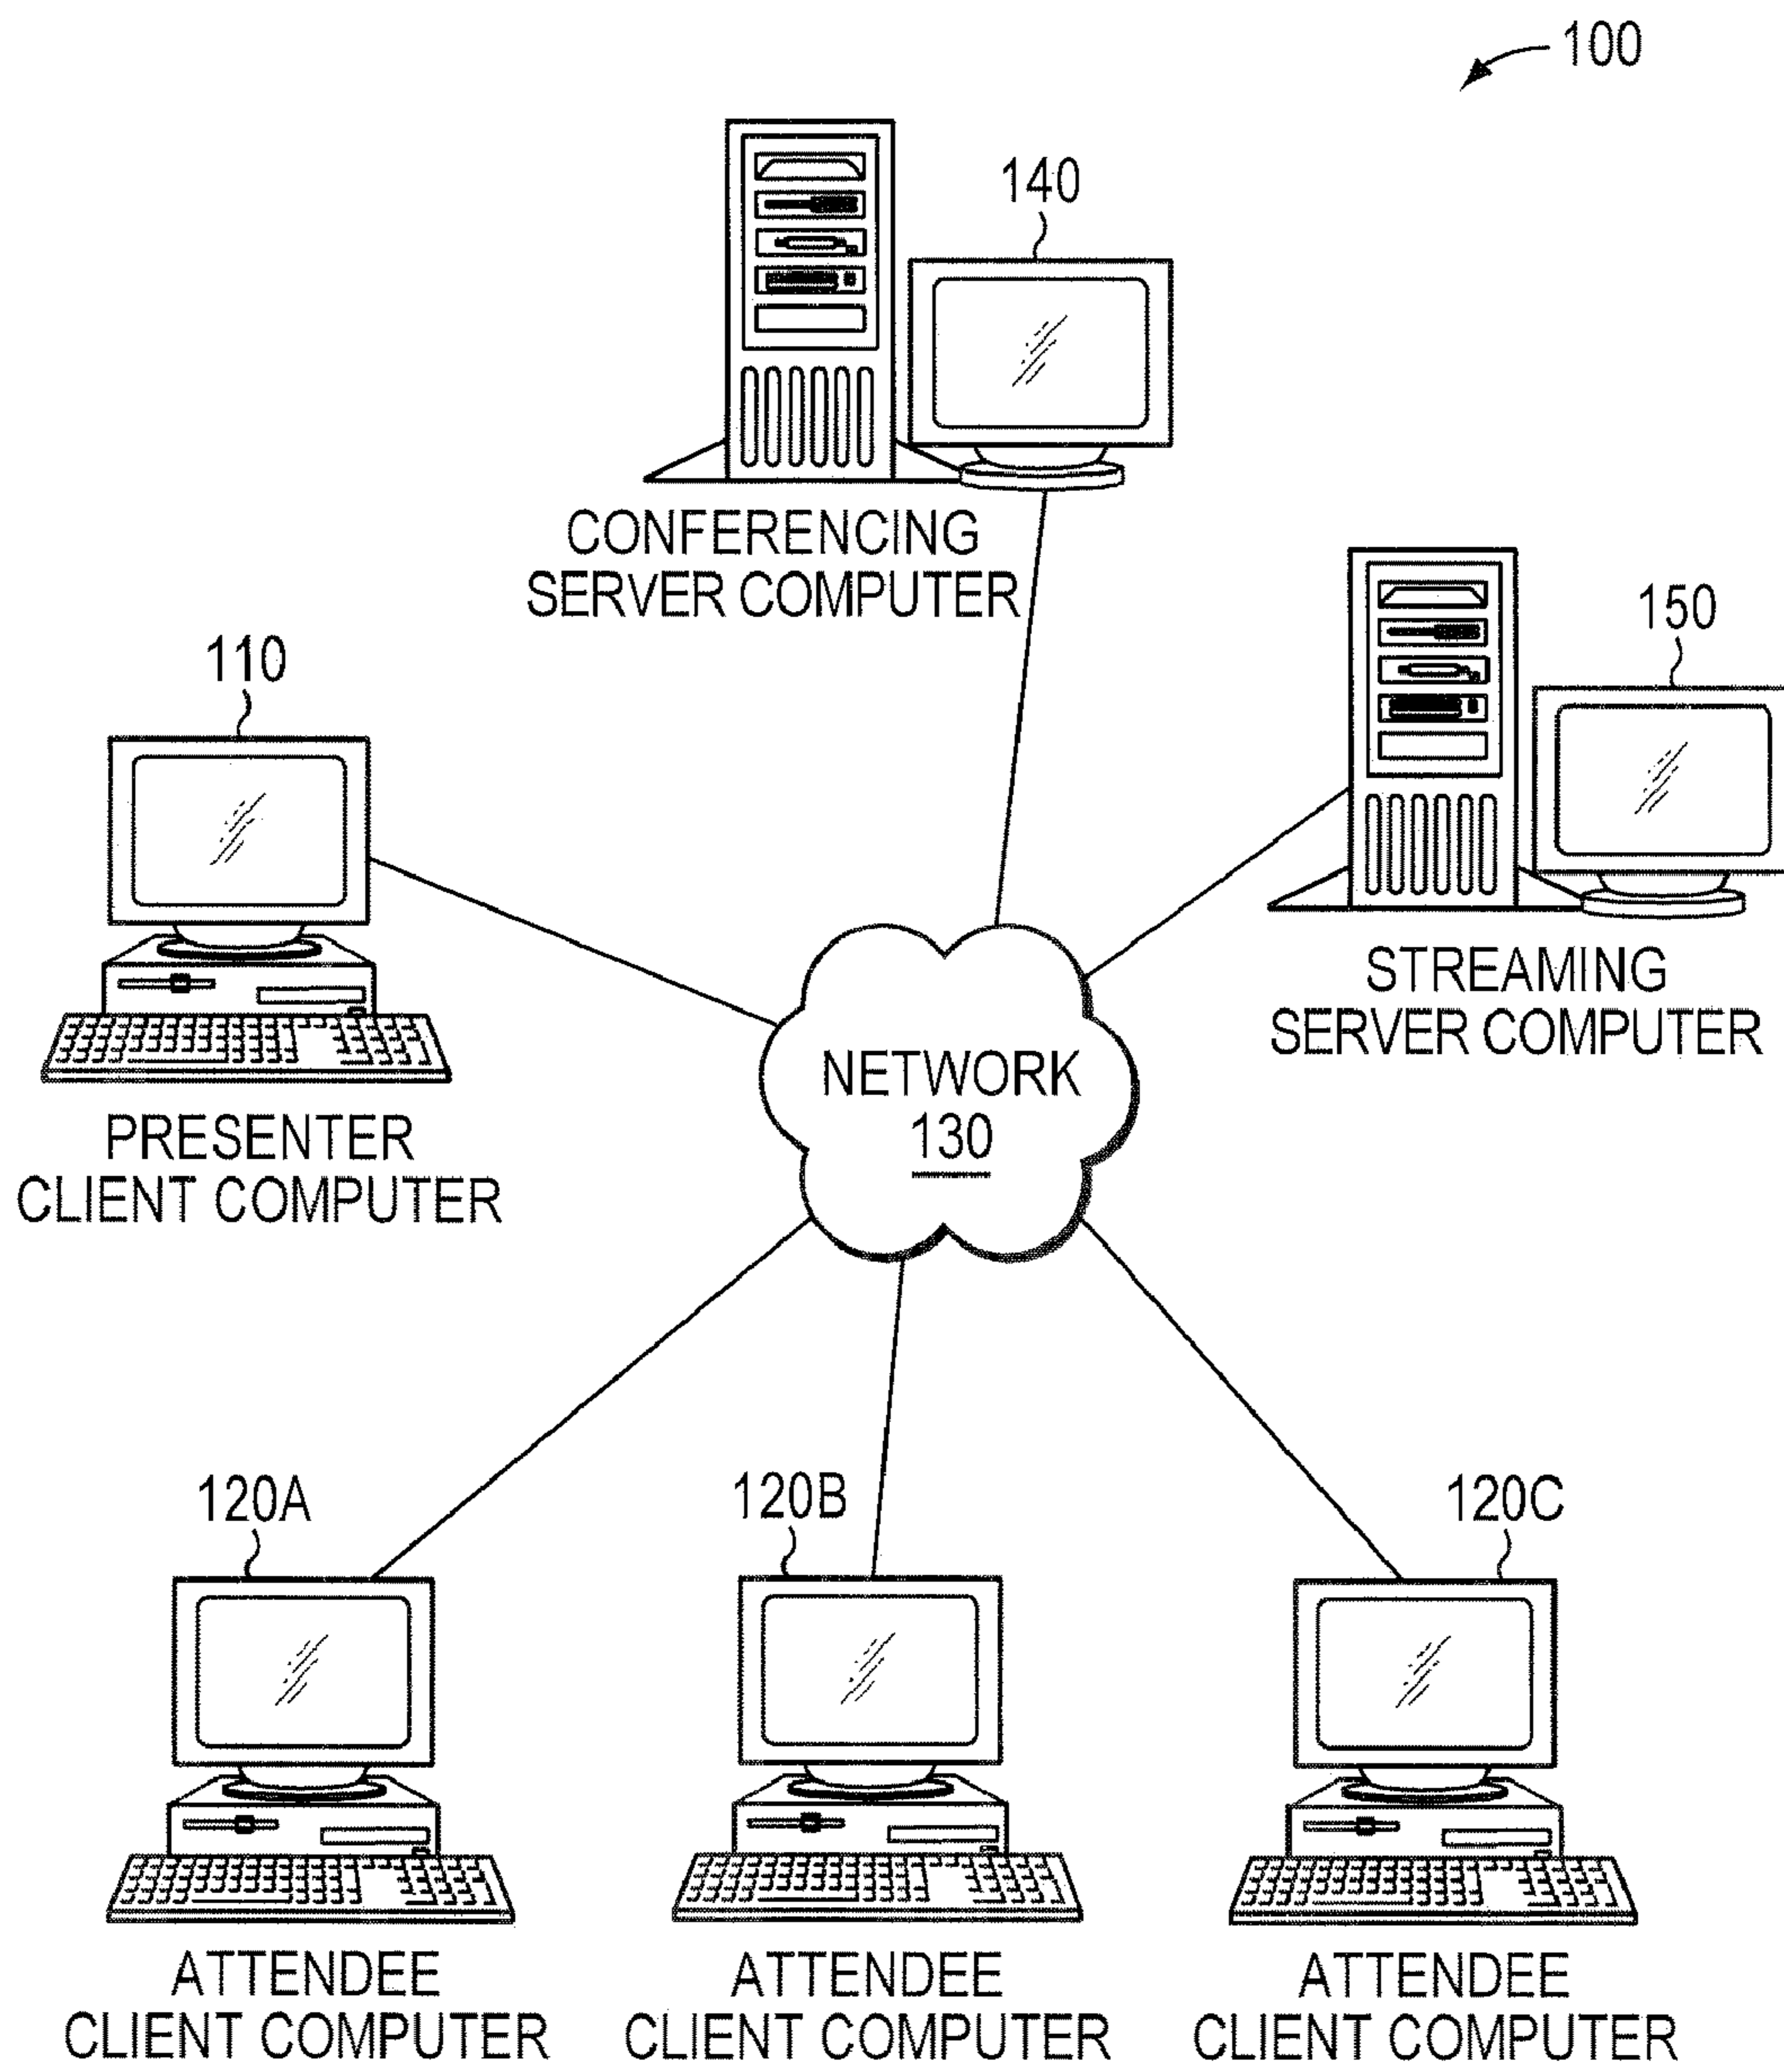 100
140
CONFERENCING
SERVER COMPUTER
150
STREAMING
SERVER COMPUTER
110
PRESENTER
CLIENT COMPUTER
NETWORK
130
120A
ATTENDEE
CLIENT COMPUTER
120B
ATTENDEE
CLIENT COMPUTER
120C
ATTENDEE
CLIENT COMPUTER